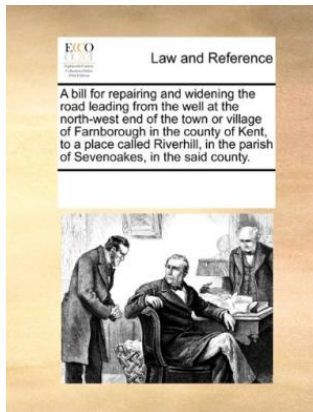 ECCO
Law and Reference
A bill for repairing and widening the
road leading from the well at the
north-west end of the town or village
of Farnborough in the county of Kent,
to a place called Riverhill, in the parish
of Sevenoakes, in the said county.